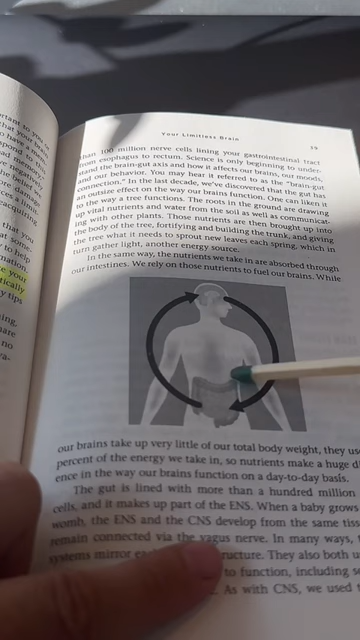 Your Limitless Brain
39
than 100 million nerve cells lining your gastrointestinal tract
from esophagus to rectum. Science is only beginning to under-
stand the brain-gut axis and how it affects our brains, our moods,
and our behavior. You may hear it referred to as the "brain-gut
connection." In the last decade, we've discovered that the gut has
an outsize effect on the way our brains function. One can liken it
to the way a tree functions. The roots in the ground are drawing
up vital nutrients and water from the soil as well as communicat-
ing with other plants. Those nutrients are then brought up into
the body of the tree, fortifying and building the trunk, and giving
the tree what it needs to sprout new leaves each spring, which in
turn gather light, another energy source.
In the same way, the nutrients we take in are absorbed through
our intestines. We rely on those nutrients to fuel our brains. While
our brains take up very little of our total body weight, they use
percent of the energy we take in, so nutrients make a huge d
ence in the way our brains function on a day-to-day basis.
The gut is lined with more than a hundred million
cells, and it makes up part of the ENS. When a baby grows
womb, the ENS and the CNS develop from the same tiss
remain connected via the vagus nerve. In many ways, t
systems mirror structure. They also both u
to function, including se
As with CNS, we used t